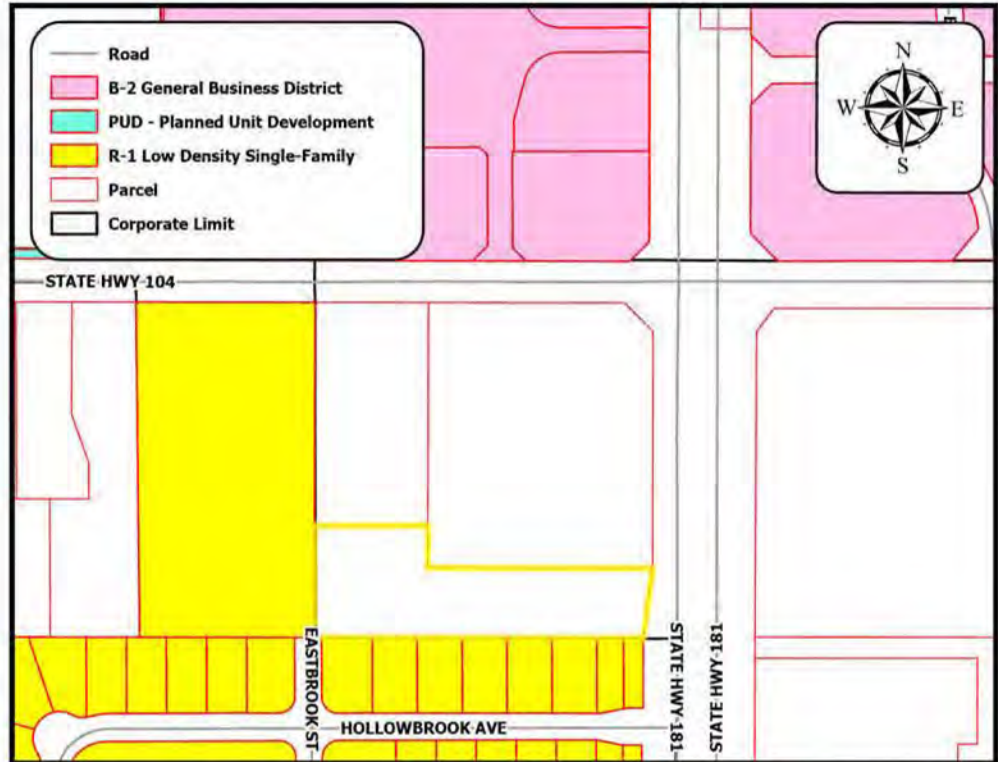 Road
B-2 General Business District
PUD - Planned Unit Development
R-1 Low Density Single-Family
Parcel
Corporate Limit
N
W
E
S
STATE HWY 104
EASTBROOK ST
STATE HWY 181
STATE HWY 181
HOLLOWBROOK AVE